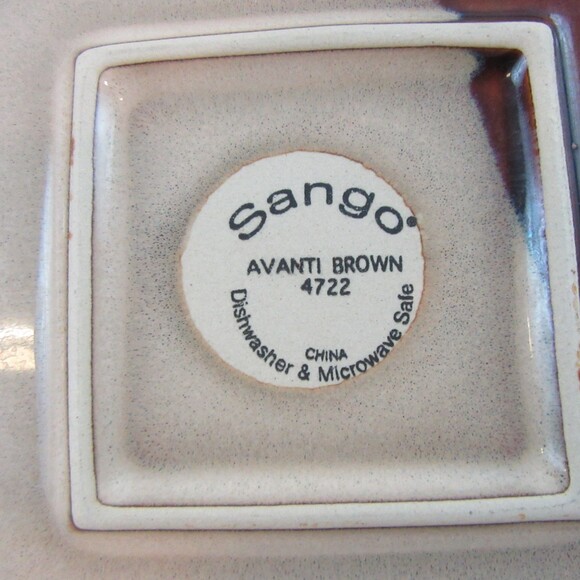 Sango
AVANTI BROWN
4722
CHINA
Dishwasher & Microwave Safe